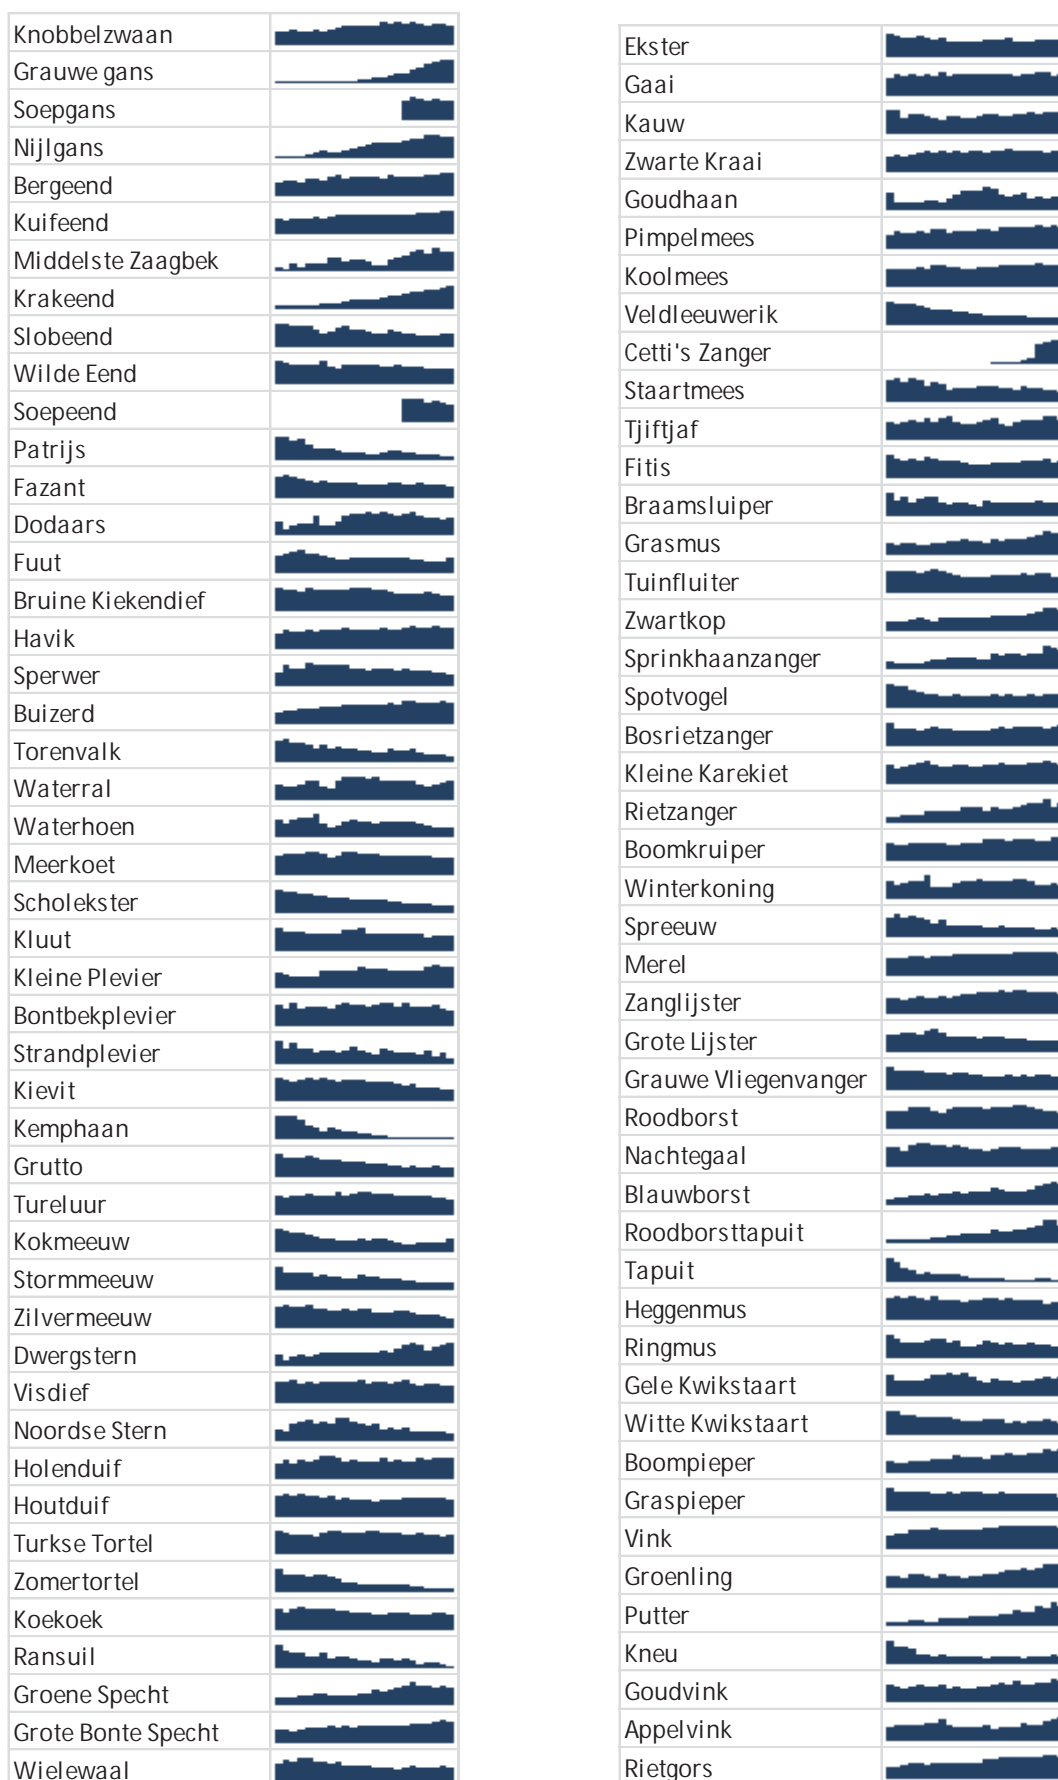 Knobbelzwaan
Grauwe gans
Soepgans
Nijlgans
Bergeend
Kuifeend
Middelste Zaagbek
Krakeend
Slobeend
Wilde Eend
Soepeend
Patrijs
Fazant
Dodaars
Fuut
Bruine Kiekendief
Havik
Sperwer
Buizerd
Torenvalk
Waterral
Waterhoen
Meerkoet
Scholekster
Kluut
Kleine Plevier
Bontbekplevier
Strandplevier
Kievit
Kemphaan
Grutto
Tureluur
Kokmeeuw
Stormmeeuw
Zilvermeeuw
Dwergstern
Visdief
Noordse Stern
Holenduif
Houtduif
Turkse Tortel
Zomertortel
Koekoek
Ransuil
Groene Specht
Grote Bonte Specht
Wielewaal
Ekster
Gaai
Kauw
Zwarte Kraai
Goudhaan
Pimpelmees
Koolmees
Veldleeuwerik
Cetti's Zanger
Staartmees
Tjiftjaf
Fitis
Braamsluiper
Grasmus
Tuinfluiter
Zwartkop
Sprinkhaanzanger
Spotvogel
Bosrietzanger
Kleine Karekiet
Rietzanger
Boomkruiper
Winterkoning
Spreeuw
Merel
Zanglijster
Grote Lijster
Grauwe Vliegenvanger
Roodborst
Nachtegaal
Blauwborst
Roodborsttapuit
Tapuit
Heggenmus
Ringmus
Gele Kwikstaart
Witte Kwikstaart
Boompieper
Graspieper
Vink
Groenling
Putter
Kneu
Goudvink
Appelvink
Rietgors